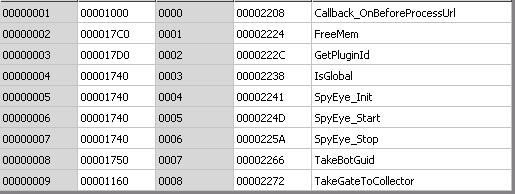 00000001 00001000 0000 00002208 Callback_OnBeforeProcessUrl
00000002 000017C0 0001 00002224 FreeMem
00000003 000017D0 0002 0000222C GetPluginId
00000004 00001740 0003 00002238 IsGlobal
00000005 00001740 0004 00002241 SpyEye_Init
00000006 00001740 0005 0000224D SpyEye_Start
00000007 00001740 0006 0000225A SpyEye_Stop
00000008 00001750 0007 00002266 TakeBotGuid
00000009 00001160 0008 00002272 TakeGateToCollector